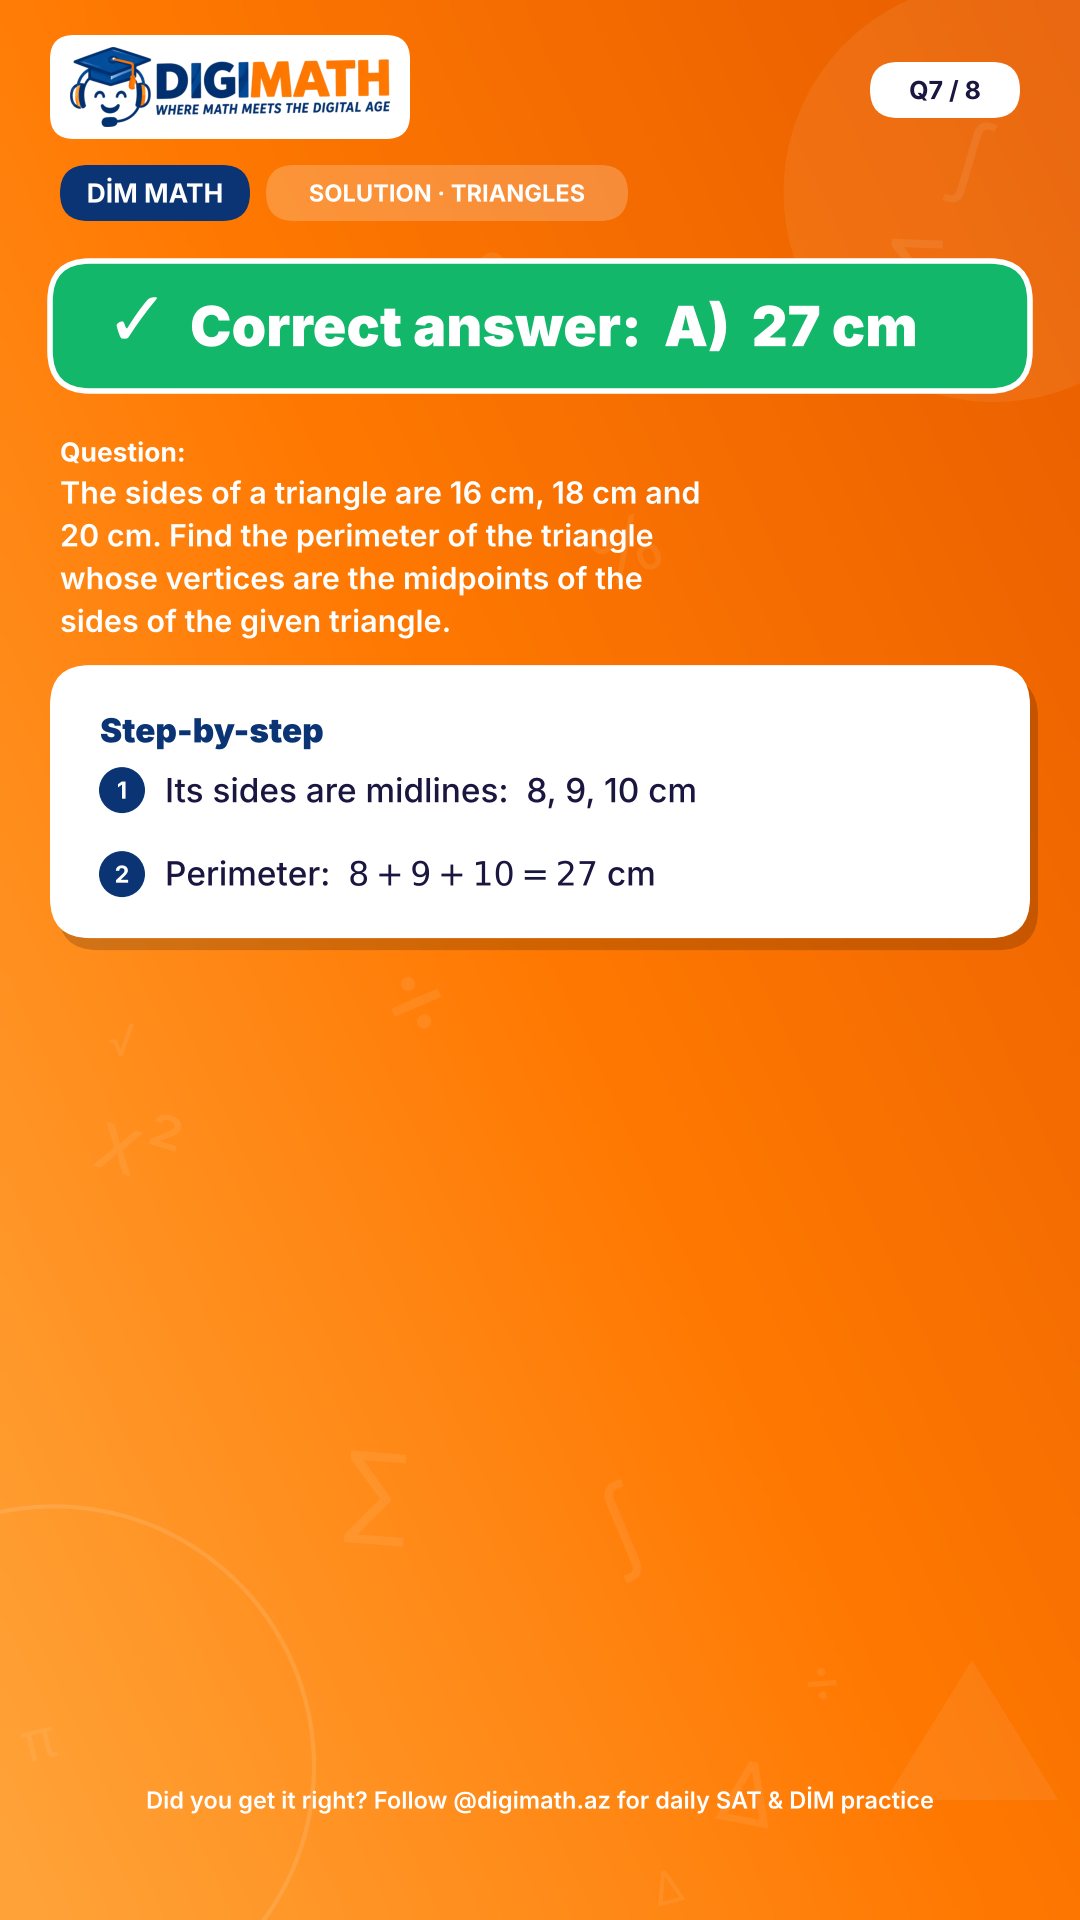 DIGIMATH
WHERE MATH MEETS THE DIGITAL AGE
Q7 / 8
DİM MATH
SOLUTION · TRIANGLES
✓ Correct answer: A) 27 cm
Question:
The sides of a triangle are 16 cm, 18 cm and
20 cm. Find the perimeter of the triangle
whose vertices are the midpoints of the
sides of the given triangle.
Step-by-step
1 Its sides are midlines: 8, 9, 10 cm
2 Perimeter: 8 + 9 + 10 = 27 cm
∫
Σ
%
÷
√
x²
Σ
∫
÷
π
Δ
Did you get it right? Follow @digimath.az for daily SAT & DİM practice
Δ